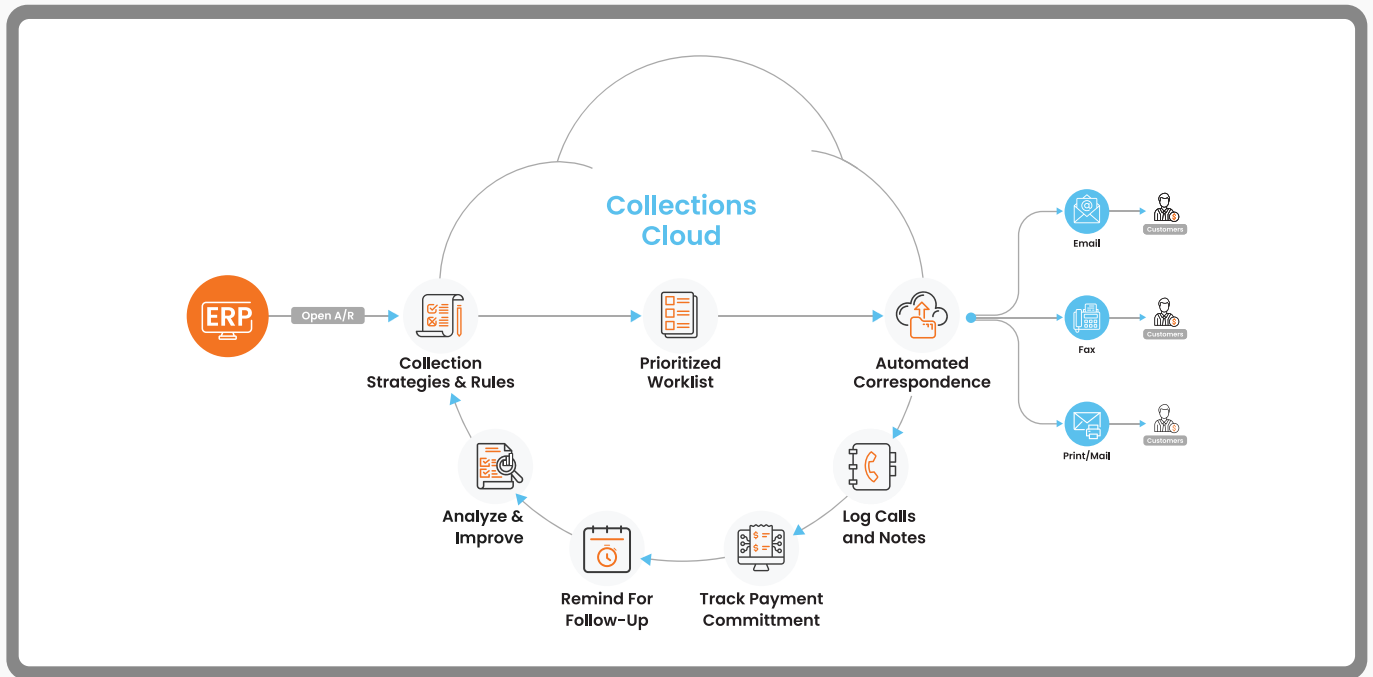 Collections
Cloud
ERP
Open A/R
Collection
Strategies & Rules
Prioritized
Worklist
Automated
Correspondence
Email
Customers
Fax
Customers
Print/Mail
Customers
Log Calls
and Notes
Track Payment
Committment
Remind For
Follow-Up
Analyze &
Improve